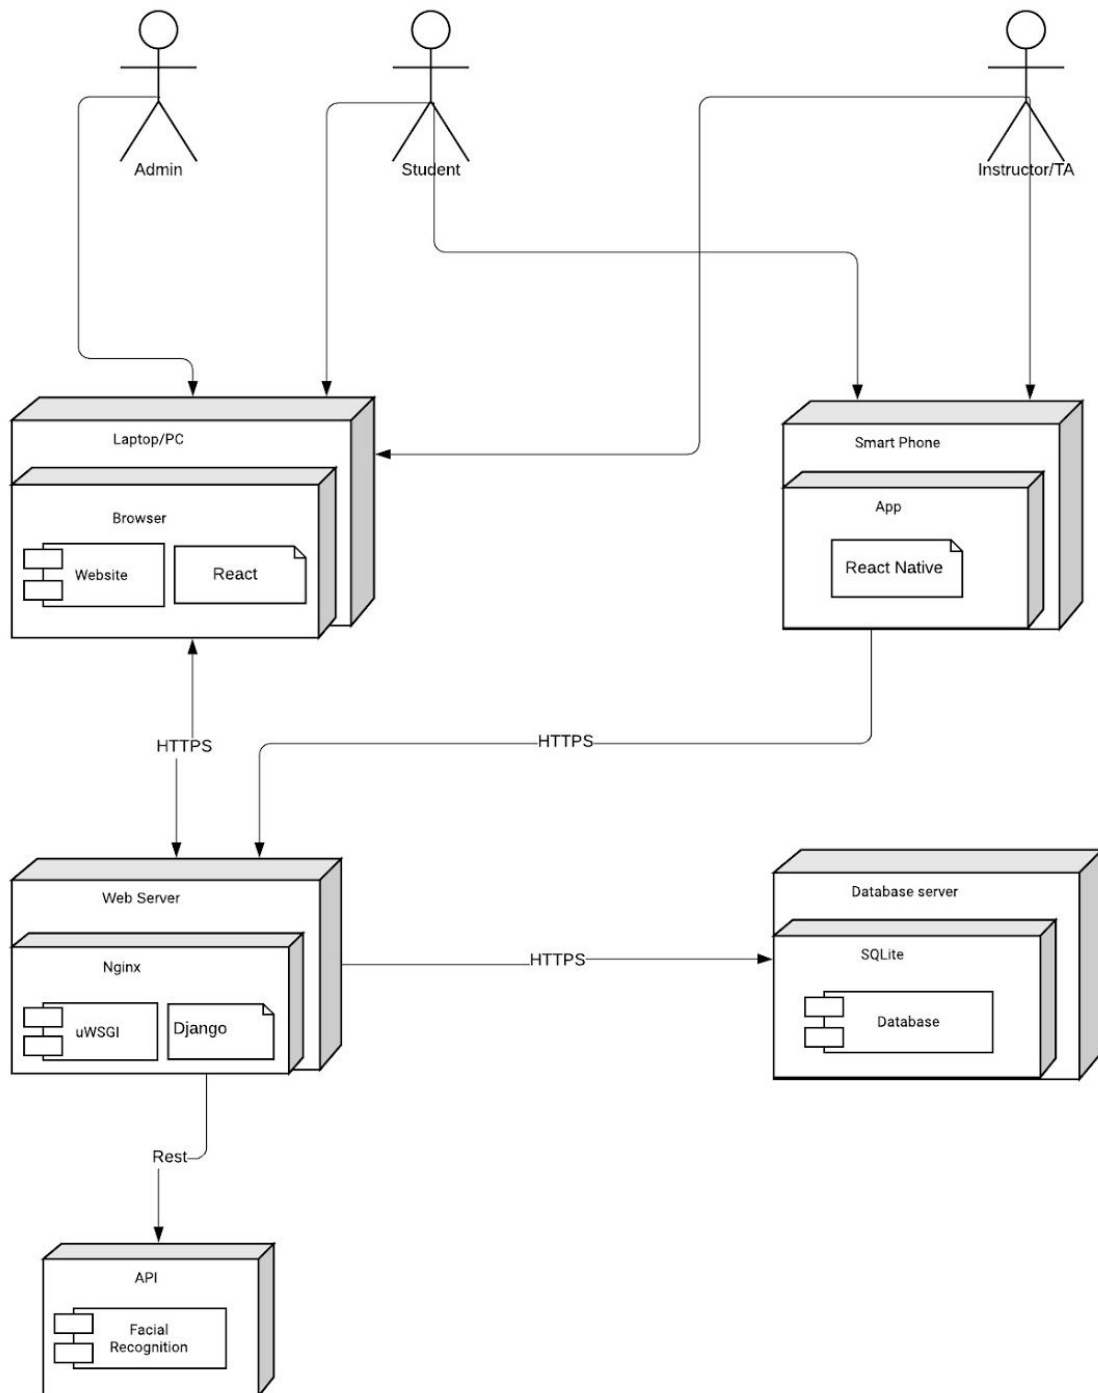 Admin
Student
Instructor/TA
Laptop/PC
Smart Phone
Browser
App
Website
React
React Native
HTTPS
HTTPS
Web Server
Database server
Nginx
SQLite
HTTPS
uWSGI
Django
Database
Rest
API
Facial
Recognition